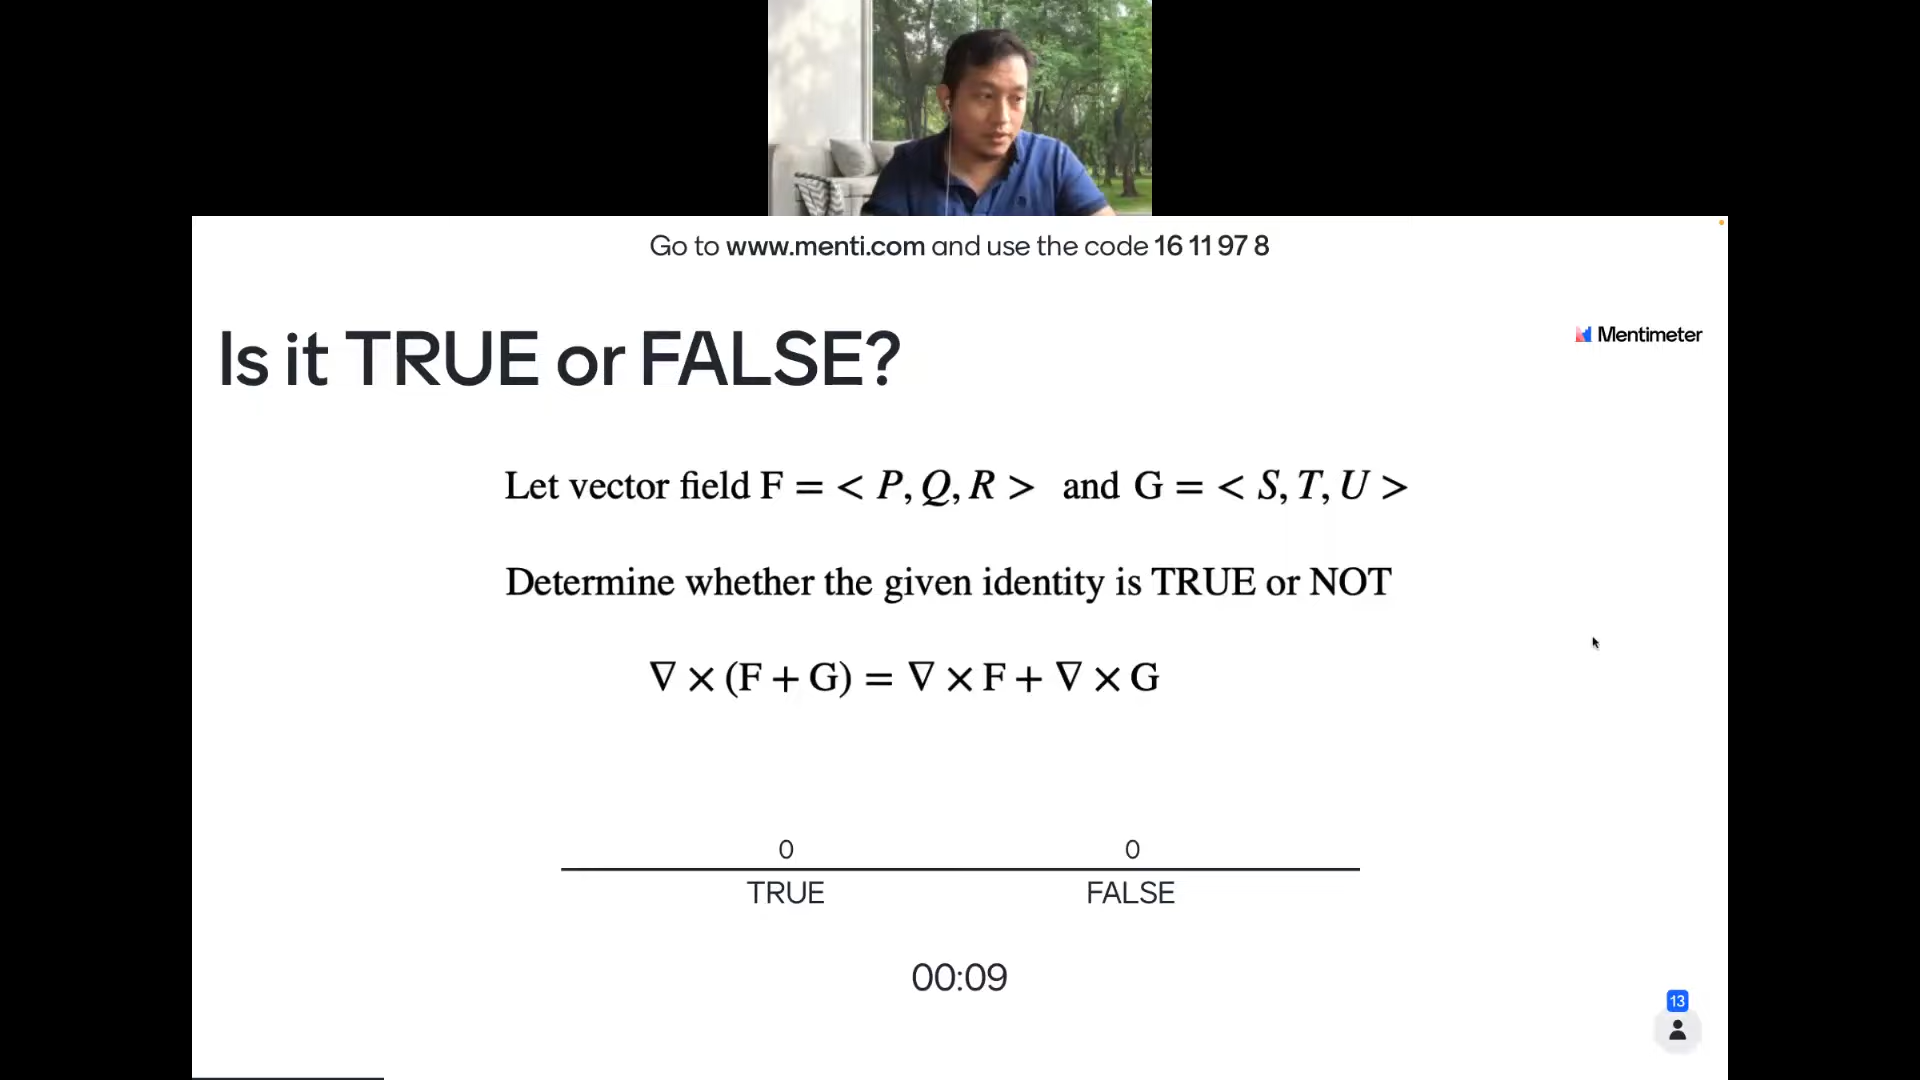 Go to www.menti.com and use the code 16 11 97 8
Is it TRUE or FALSE?
Mentimeter
Let vector field F = < P, Q, R > and G = < S, T, U >
Determine whether the given identity is TRUE or NOT
∇ × (F + G) = ∇ × F + ∇ × G
0 0
TRUE FALSE
00:09
13